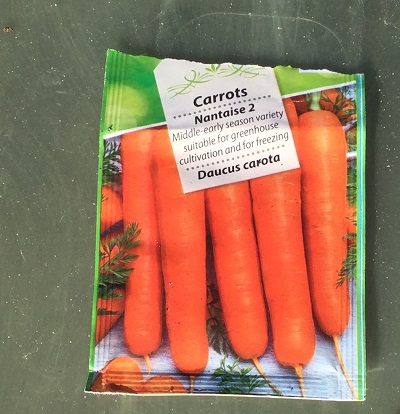 Carrots
Nantaise 2
Middle-early season variety
suitable for greenhouse
cultivation and for freezing
Daucus carota